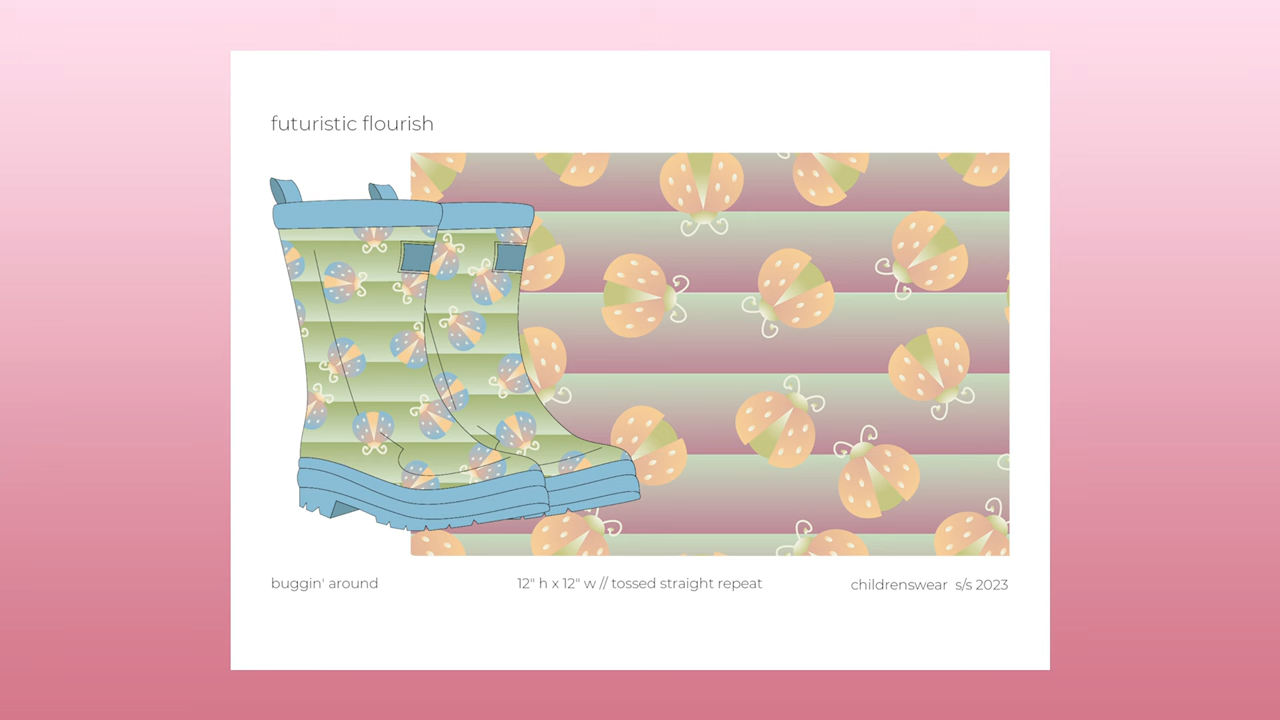 futuristic flourish
buggin' around
12" h x 12" w // tossed straight repeat
childrenswear s/s 2023